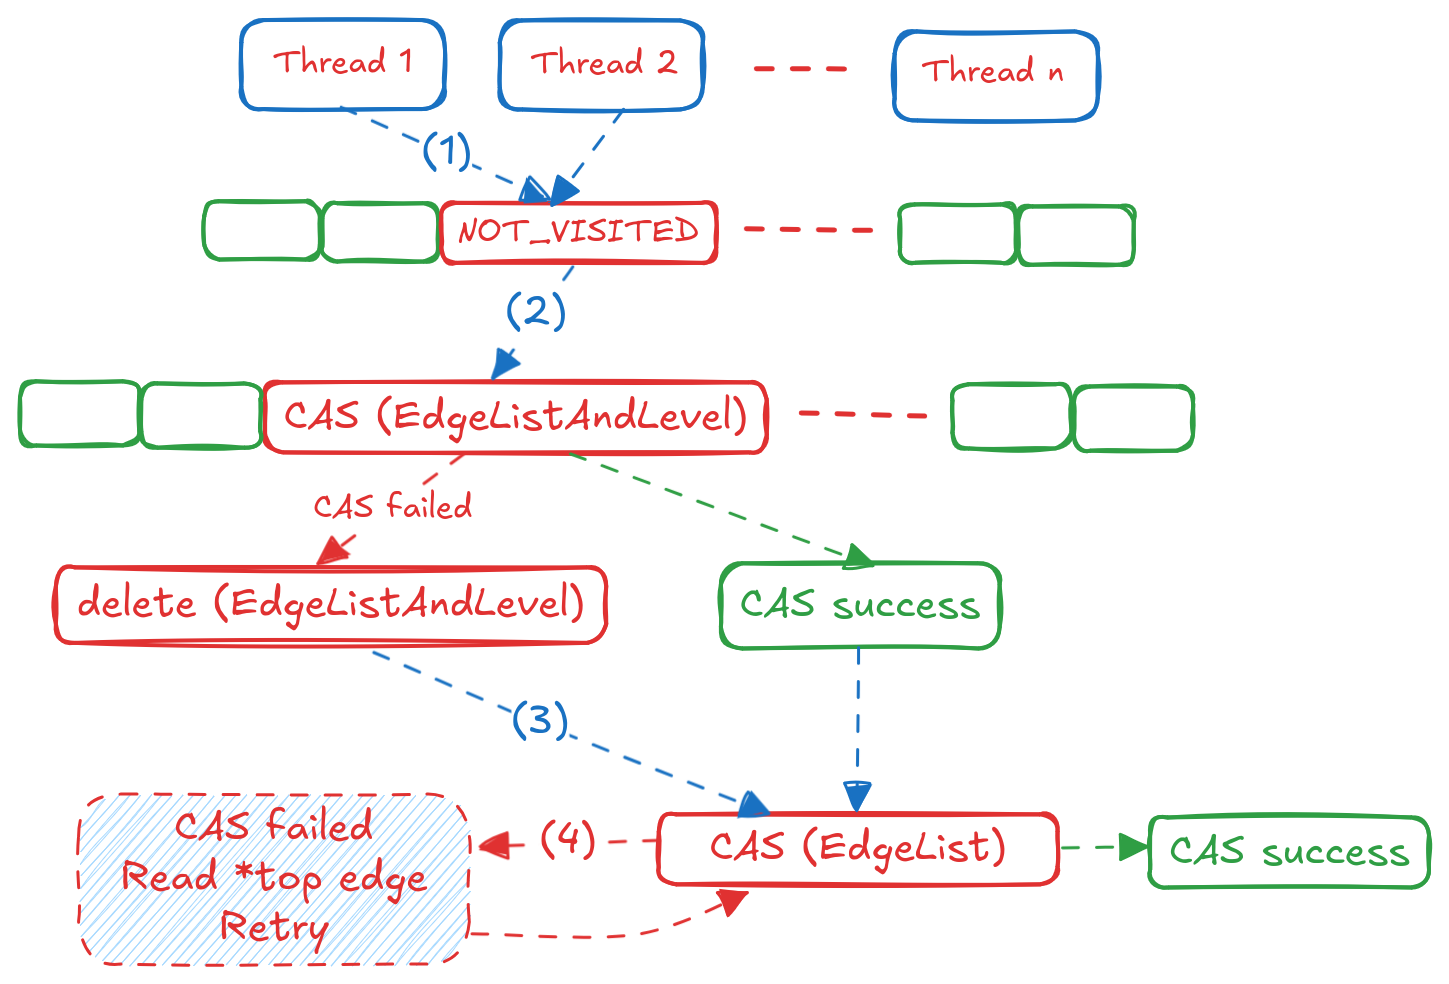 Thread 1
Thread 2
Thread n
(1)
NOT_VISITED
(2)
CAS (EdgeListAndLevel)
CAS failed
delete (EdgeListAndLevel)
CAS success
(3)
CAS failed
Read *top edge
Retry
(4)
CAS (EdgeList)
CAS success